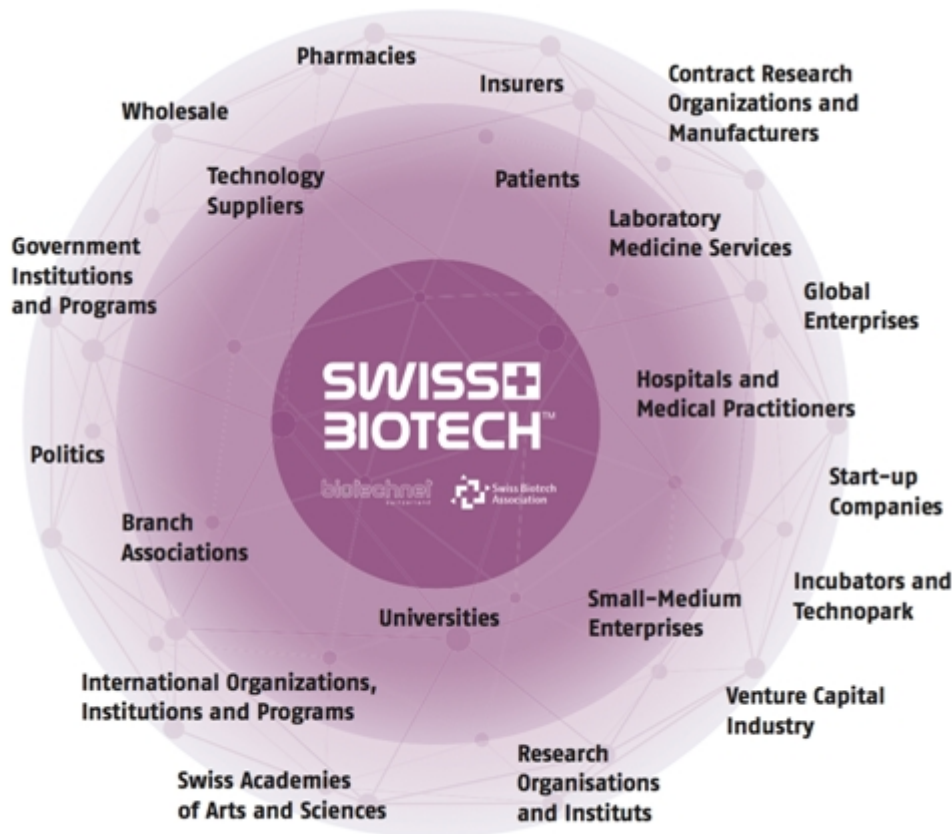 Pharmacies
Insurers
Contract Research
Organizations and
Manufacturers
Wholesale
Technology
Suppliers
Patients
Laboratory
Medicine Services
Government
Institutions
and Programs
Global
Enterprises
SWISS
BIOTECH™
Hospitals and
Medical Practitioners
Politics
biotechnet
switzerland
Swiss Biotech
Association
Start-up
Companies
Branch
Associations
Incubators and
Technopark
Universities
Small-Medium
Enterprises
International Organizations,
Institutions and Programs
Venture Capital
Industry
Swiss Academies
of Arts and Sciences
Research
Organisations
and Instituts